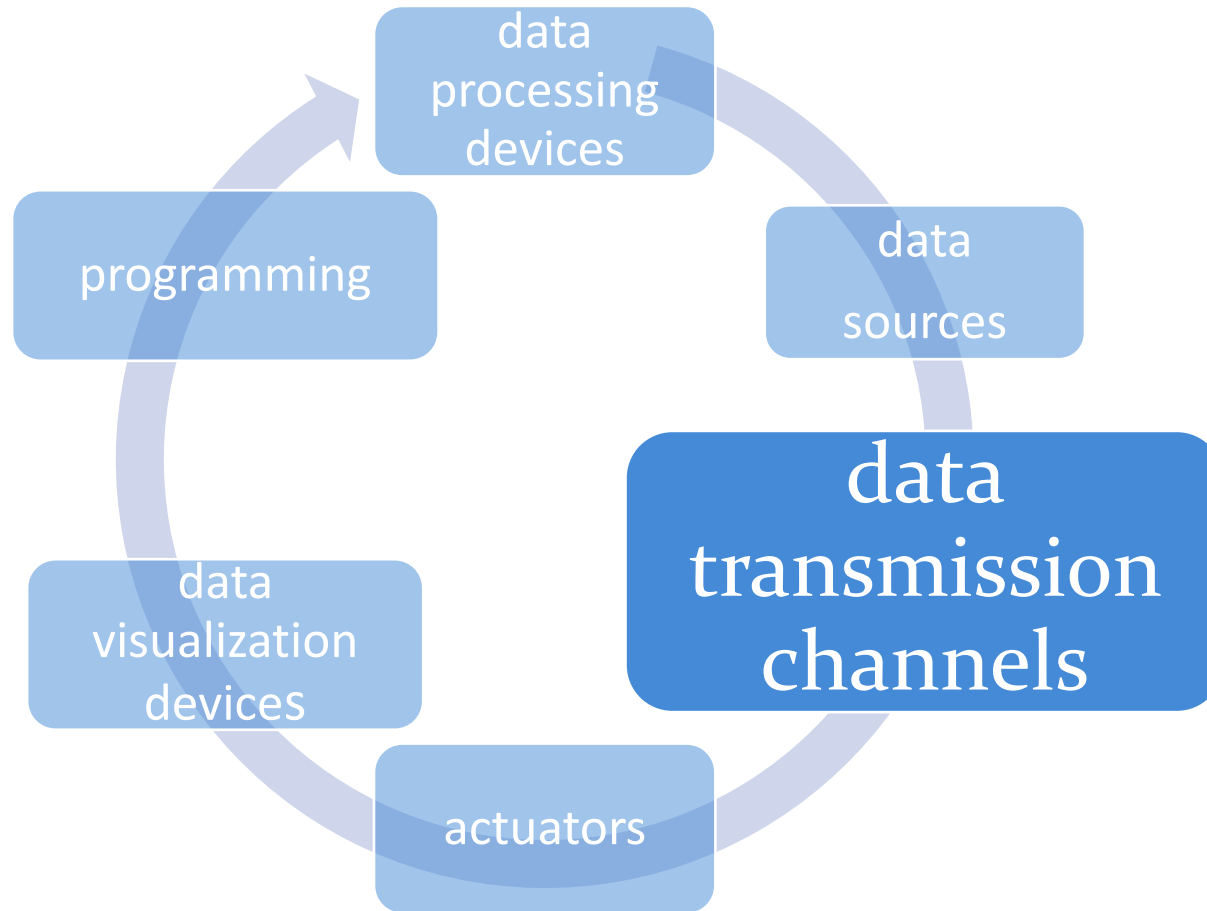 data
processing
devices
data
sources
data
transmission
channels
actuators
data
visualization
devices
programming